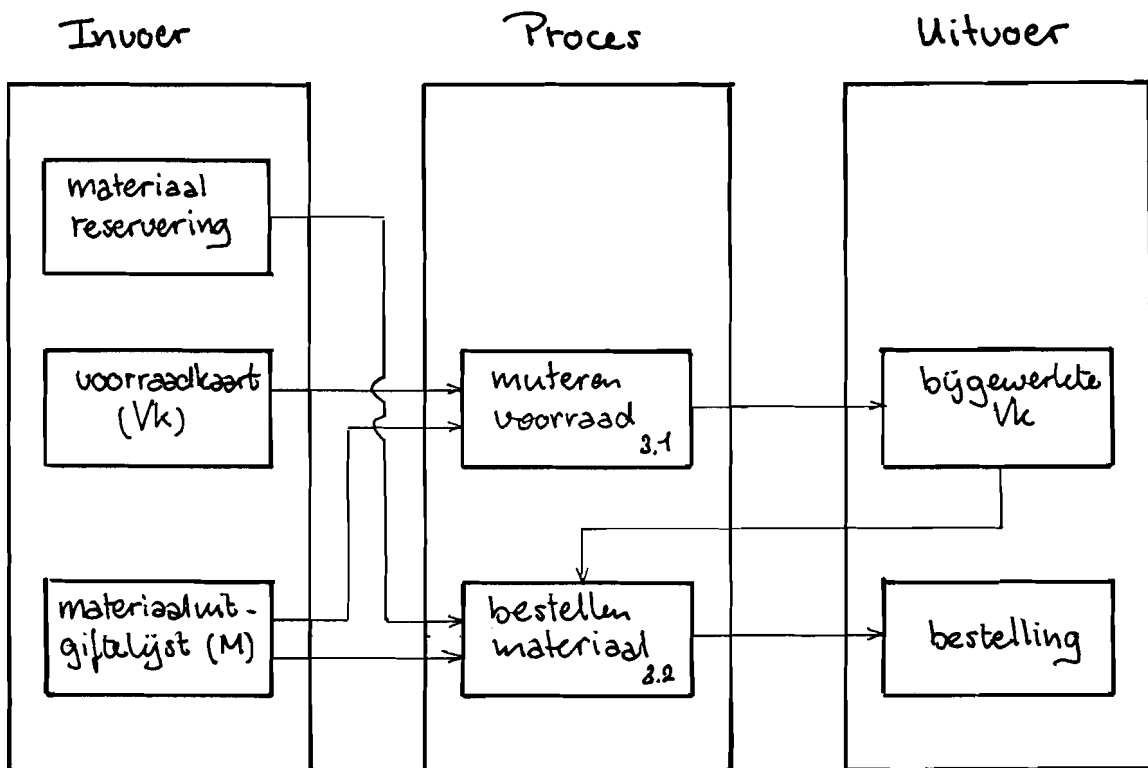 Invoer
Proces
Uitvoer
materiaal
reservering
voorraadkaart
(Vk)
materiaaluit-
giftelijst (M)
muteren
voorraad
3.1
bestellen
materiaal
3.2
bijgewerkte
Vk
bestelling